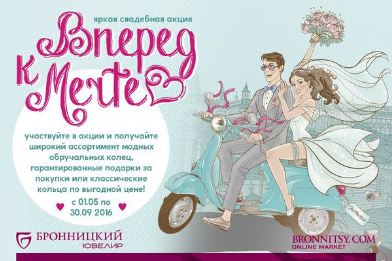 яркая свадебная акция
Вперед
к Мечте
участвуйте в акции и получайте
широкий ассортимент модных
обручальных колец,
гарантированные подарки за
покупки или классические
кольца по выгодной цене!
с 01.05 по
30.09 2016
БРОННИЦКИЙ
ЮВЕЛИР
BRONNITSY.COM
ONLINE MARKET